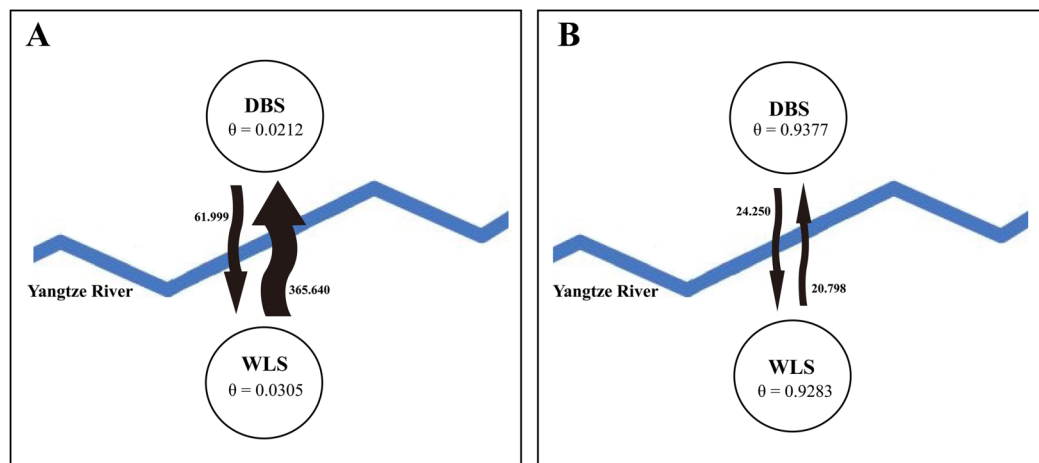 A
DBS
θ = 0.0212
61.999
365.640
Yangtze River
WLS
θ = 0.0305
B
DBS
θ = 0.9377
24.250
20.798
Yangtze River
WLS
θ = 0.9283